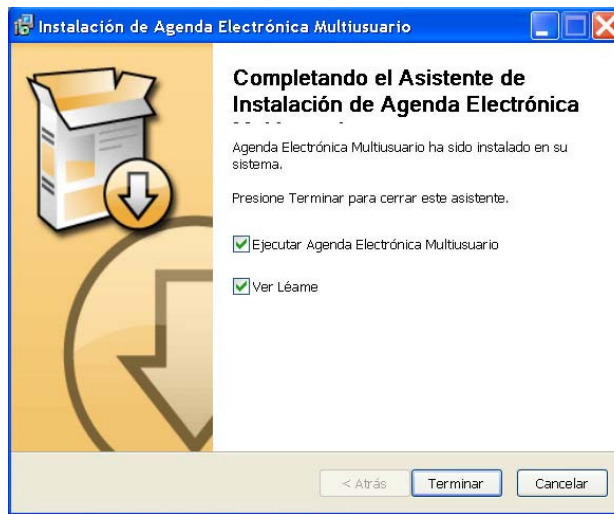 Instalación de Agenda Electrónica Multiusuario
Completando el Asistente de
Instalación de Agenda Electrónica
Agenda Electrónica Multiusuario ha sido instalado en su
sistema.
Presione Terminar para cerrar este asistente.
Ejecutar Agenda Electrónica Multiusuario
Ver Léame
< Atrás
Terminar
Cancelar